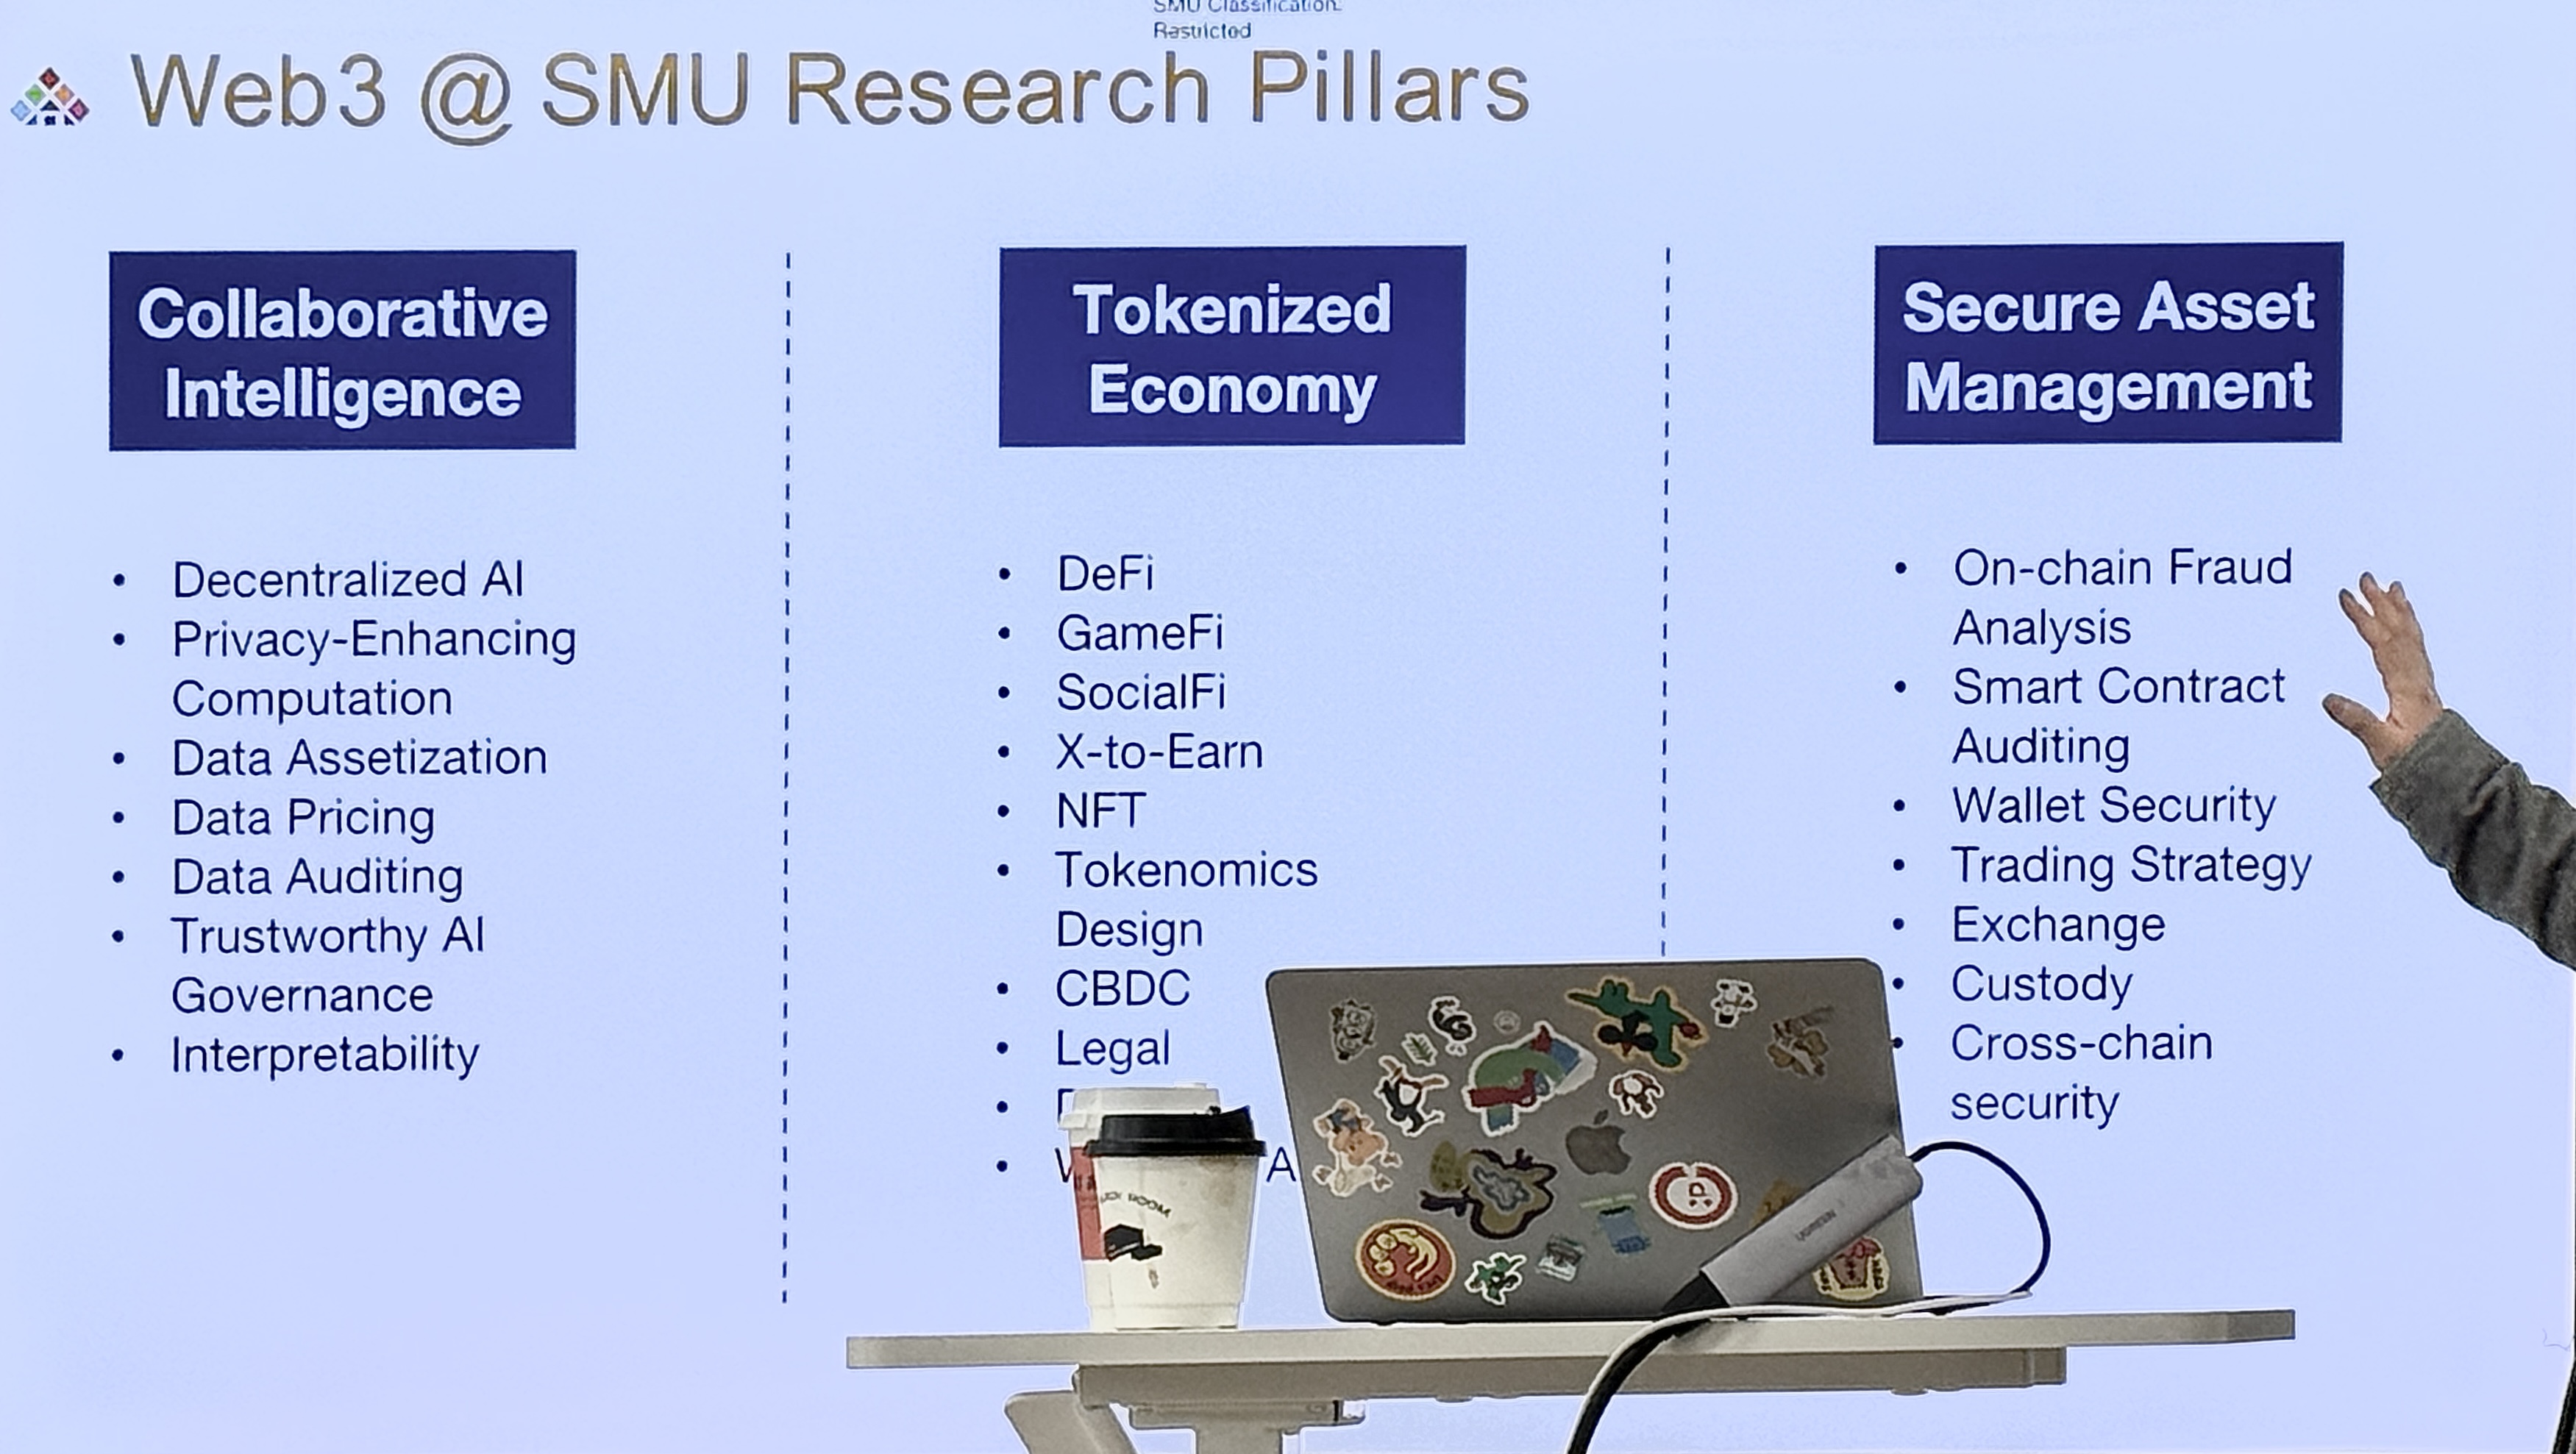 SMU Classification:
Restricted
Web3 @ SMU Research Pillars
Collaborative
Intelligence
• Decentralized AI
• Privacy-Enhancing
Computation
• Data Assetization
• Data Pricing
• Data Auditing
• Trustworthy AI
Governance
• Interpretability
Tokenized
Economy
• DeFi
• GameFi
• SocialFi
• X-to-Earn
• NFT
• Tokenomics
Design
• CBDC
• Legal
•
• A
Secure Asset
Management
• On-chain Fraud
Analysis
• Smart Contract
Auditing
• Wallet Security
• Trading Strategy
• Exchange
• Custody
• Cross-chain
security
ROOM
UGREEN